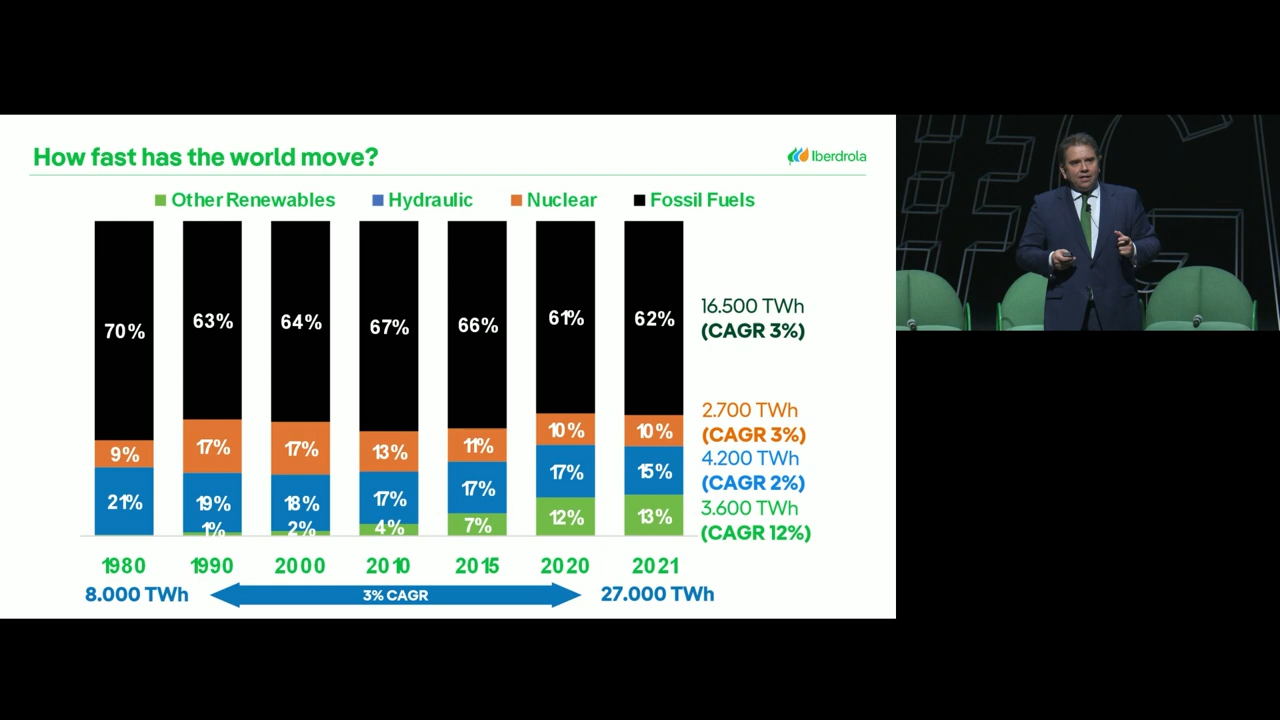 How fast has the world move?
Iberdrola
Other Renewables Hydraulic Nuclear Fossil Fuels
70% 63% 64% 67% 66% 61% 62%
9% 17% 17% 13% 11% 10% 10%
21% 19% 18% 17% 17% 17% 15%
1% 2% 4% 7% 12% 13%
16.500 TWh
(CAGR 3%)
2.700 TWh
(CAGR 3%)
4.200 TWh
(CAGR 2%)
3.600 TWh
(CAGR 12%)
1980 1990 2000 2010 2015 2020 2021
8.000 TWh 3% CAGR 27.000 TWh